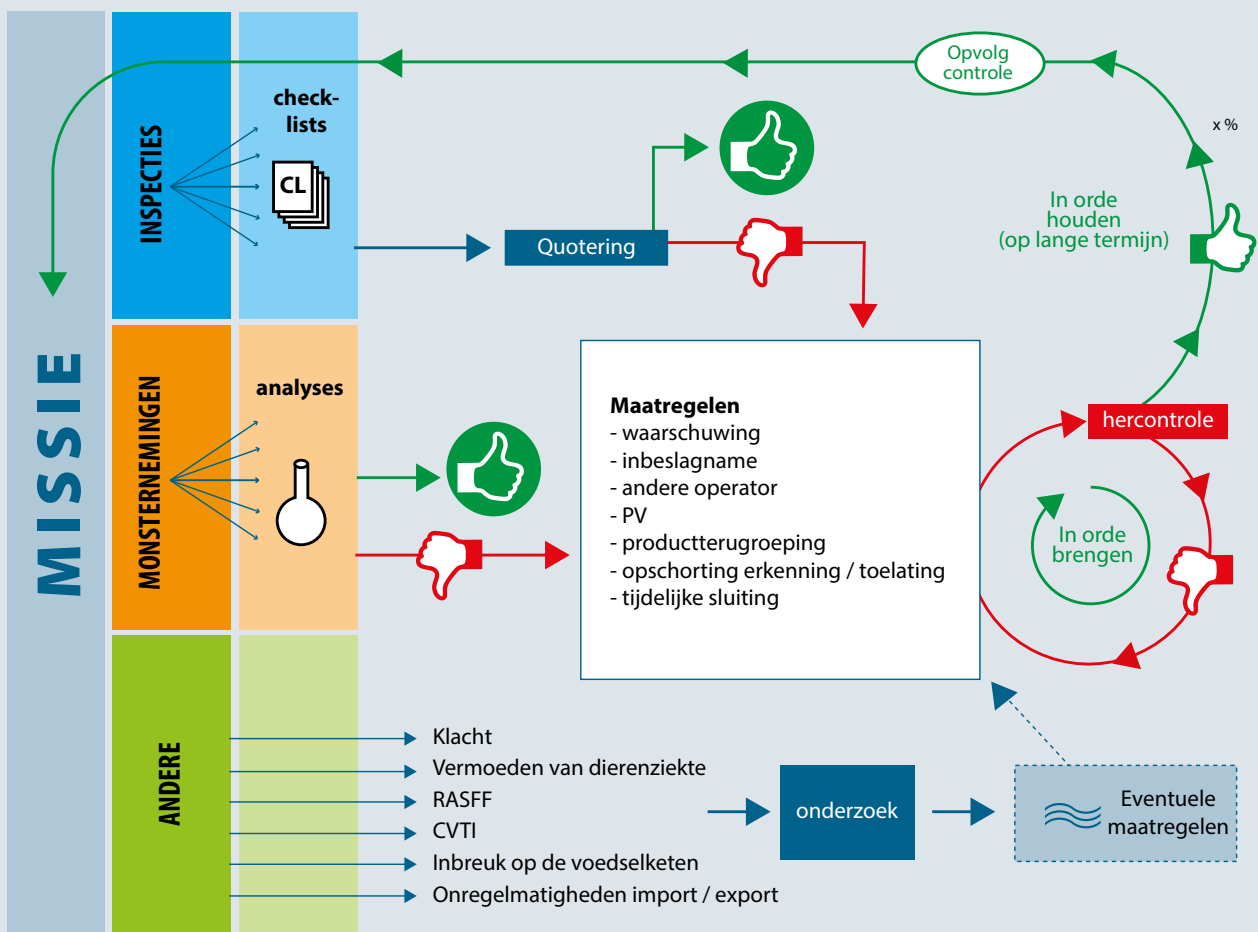 MISSIE
INSPECTIES
check-
lists
CL
Quotering
Opvolg
controle
x %
In orde
houden
(op lange termijn)
MONSTERNEMINGEN
analyses
Maatregelen
- waarschuwing
- inbeslagname
- andere operator
- PV
- productterugroeping
- opschorting erkenning / toelating
- tijdelijke sluiting
hercontrole
In orde
brengen
ANDERE
Klacht
Vermoeden van dierenziekte
RASFF
CVTI
Inbreuk op de voedselketen
Onregelmatigheden import / export
onderzoek
Eventuele
maatregelen